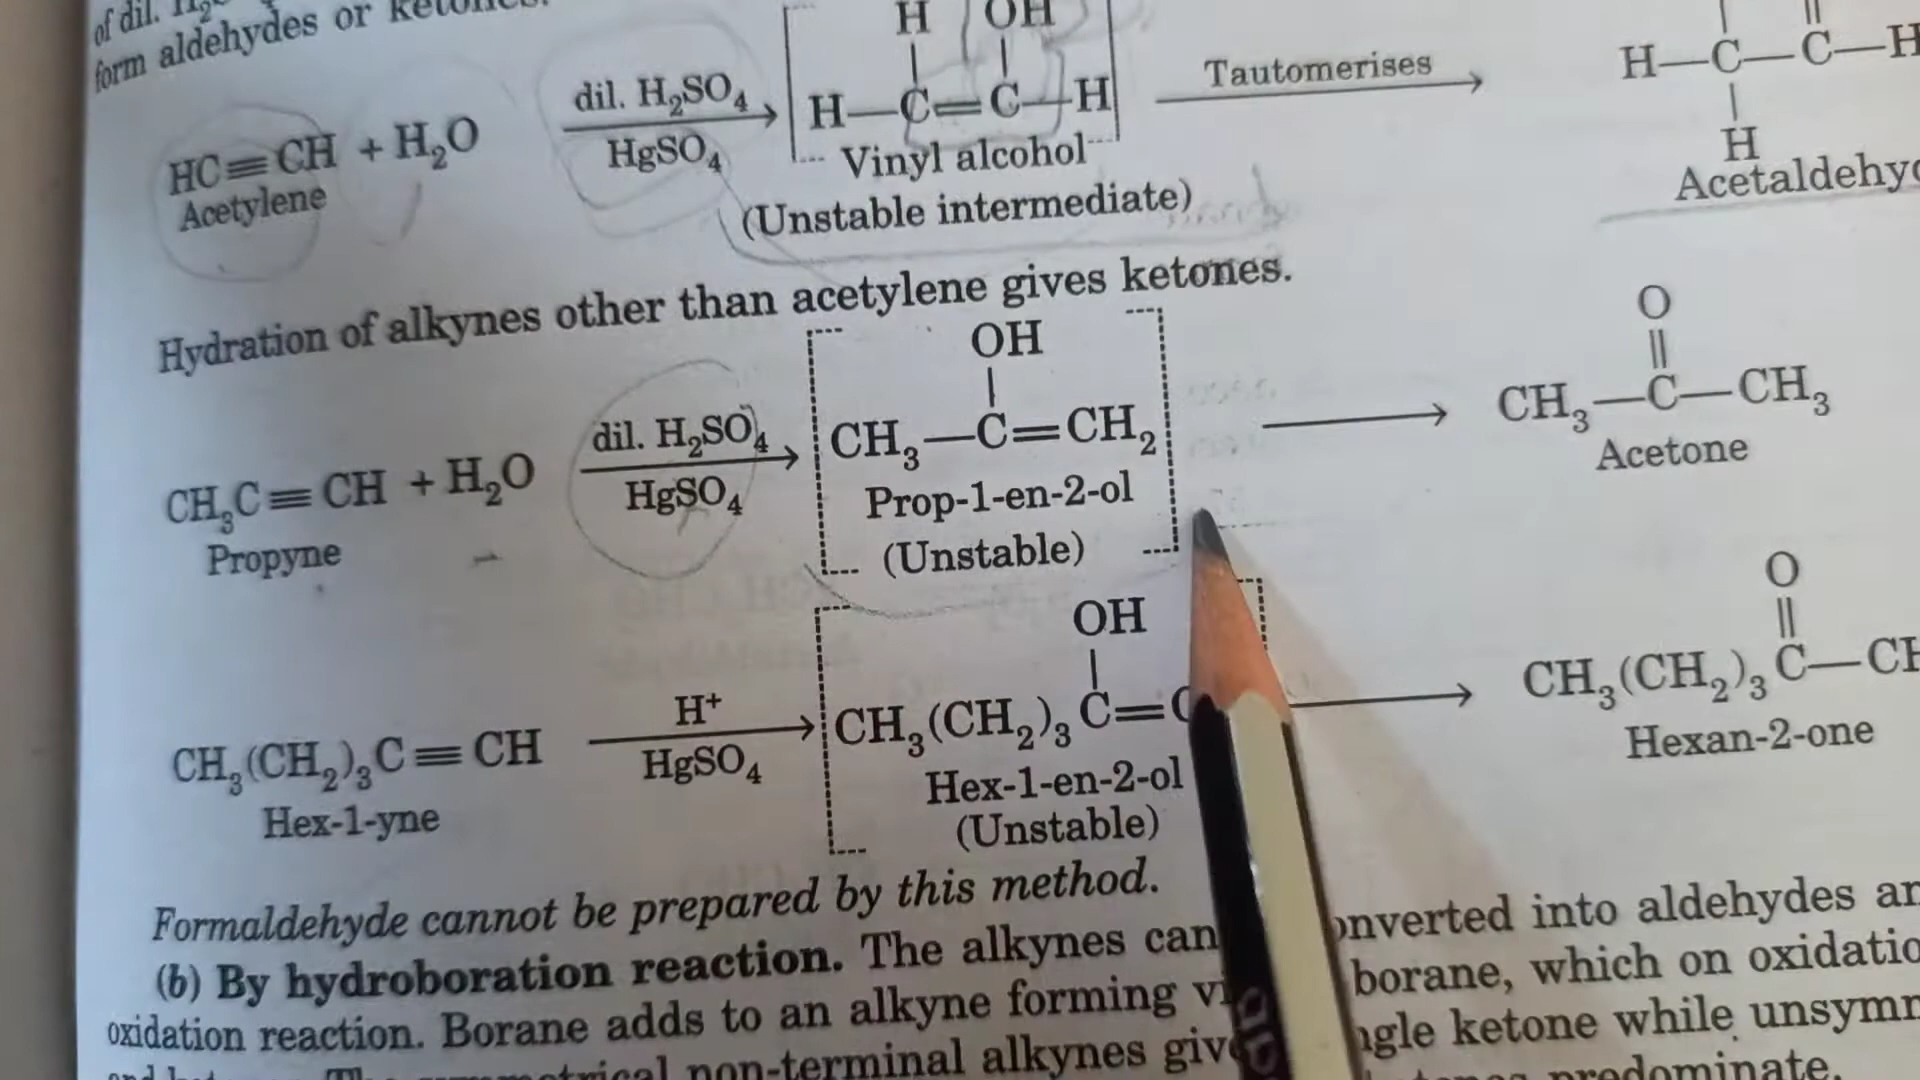 of dil.
form aldehydes or ketones.
H OH
HC≡CH + H₂O dil. H₂SO₄ HgSO₄ H—C=C—H Tautomerises H—C—C—H
H
Acetylene Vinyl alcohol
(Unstable intermediate)
Hydration of alkynes other than acetylene gives ketones.
OH O
CH₃C≡CH + H₂O dil. H₂SO₄ HgSO₄ CH₃—C=CH₂ CH₃—C—CH₃
Propyne Prop-1-en-2-ol Acetone
(Unstable)
OH O
CH₃(CH₂)₃C≡CH H⁺ HgSO₄ CH₃(CH₂)₃C= CH₃(CH₂)₃C—
Hex-1-yne Hex-1-en-2-ol Hexan-2-one
(Unstable)
Formaldehyde cannot be prepared by this method.
(b) By hydroboration reaction. The alkynes can into aldehydes
oxidation reaction. Borane adds to an alkyne forming borane, which on
non-terminal alkynes ketone while
predominate.